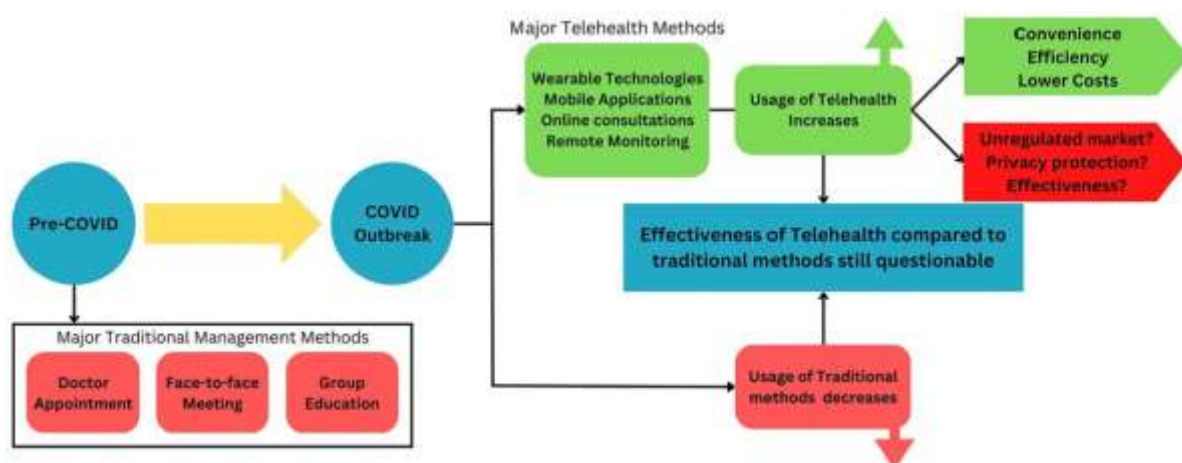 Major Telehealth Methods
Wearable Technologies
Mobile Applications
Online consultations
Remote Monitoring
Usage of Telehealth
Increases
Convenience
Efficiency
Lower Costs
Unregulated market?
Privacy protection?
Effectiveness?
Pre-COVID
COVID
Outbreak
Effectiveness of Telehealth compared to
traditional methods still questionable
Major Traditional Management Methods
Doctor
Appointment
Face-to-face
Meeting
Group
Education
Usage of Traditional
methods decreases